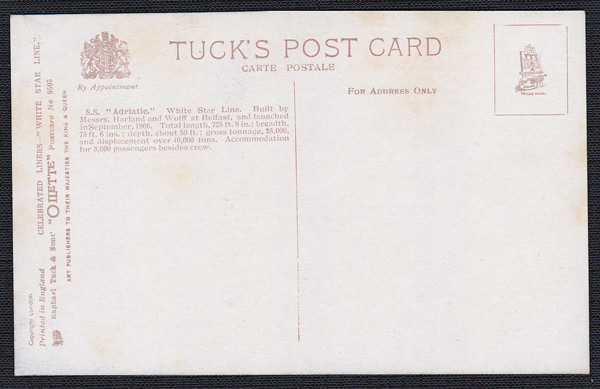 TUCK'S POST CARD
CARTE POSTALE
By Appointment
FOR ADDRESS ONLY
TRADE MARK
S.S. "Adriatic." White Star Line. Built by
Messrs. Harland and Wolff at Belfast, and launched
in September, 1906. Total length, 725 ft. 9 in.; breadth,
75 ft. 6 ins.; depth, about 50 ft.; gross tonnage, 25,000,
and displacement over 40,000 tons. Accommodation
for 3,000 passengers besides crew.
Copyright London
Printed in England
CELEBRATED LINERS—"WHITE STAR LINE."
Raphael Tuck & Sons' "OILETTE" Postcard No 9505
ART PUBLISHERS TO THEIR MAJESTIES THE KING & QUEEN